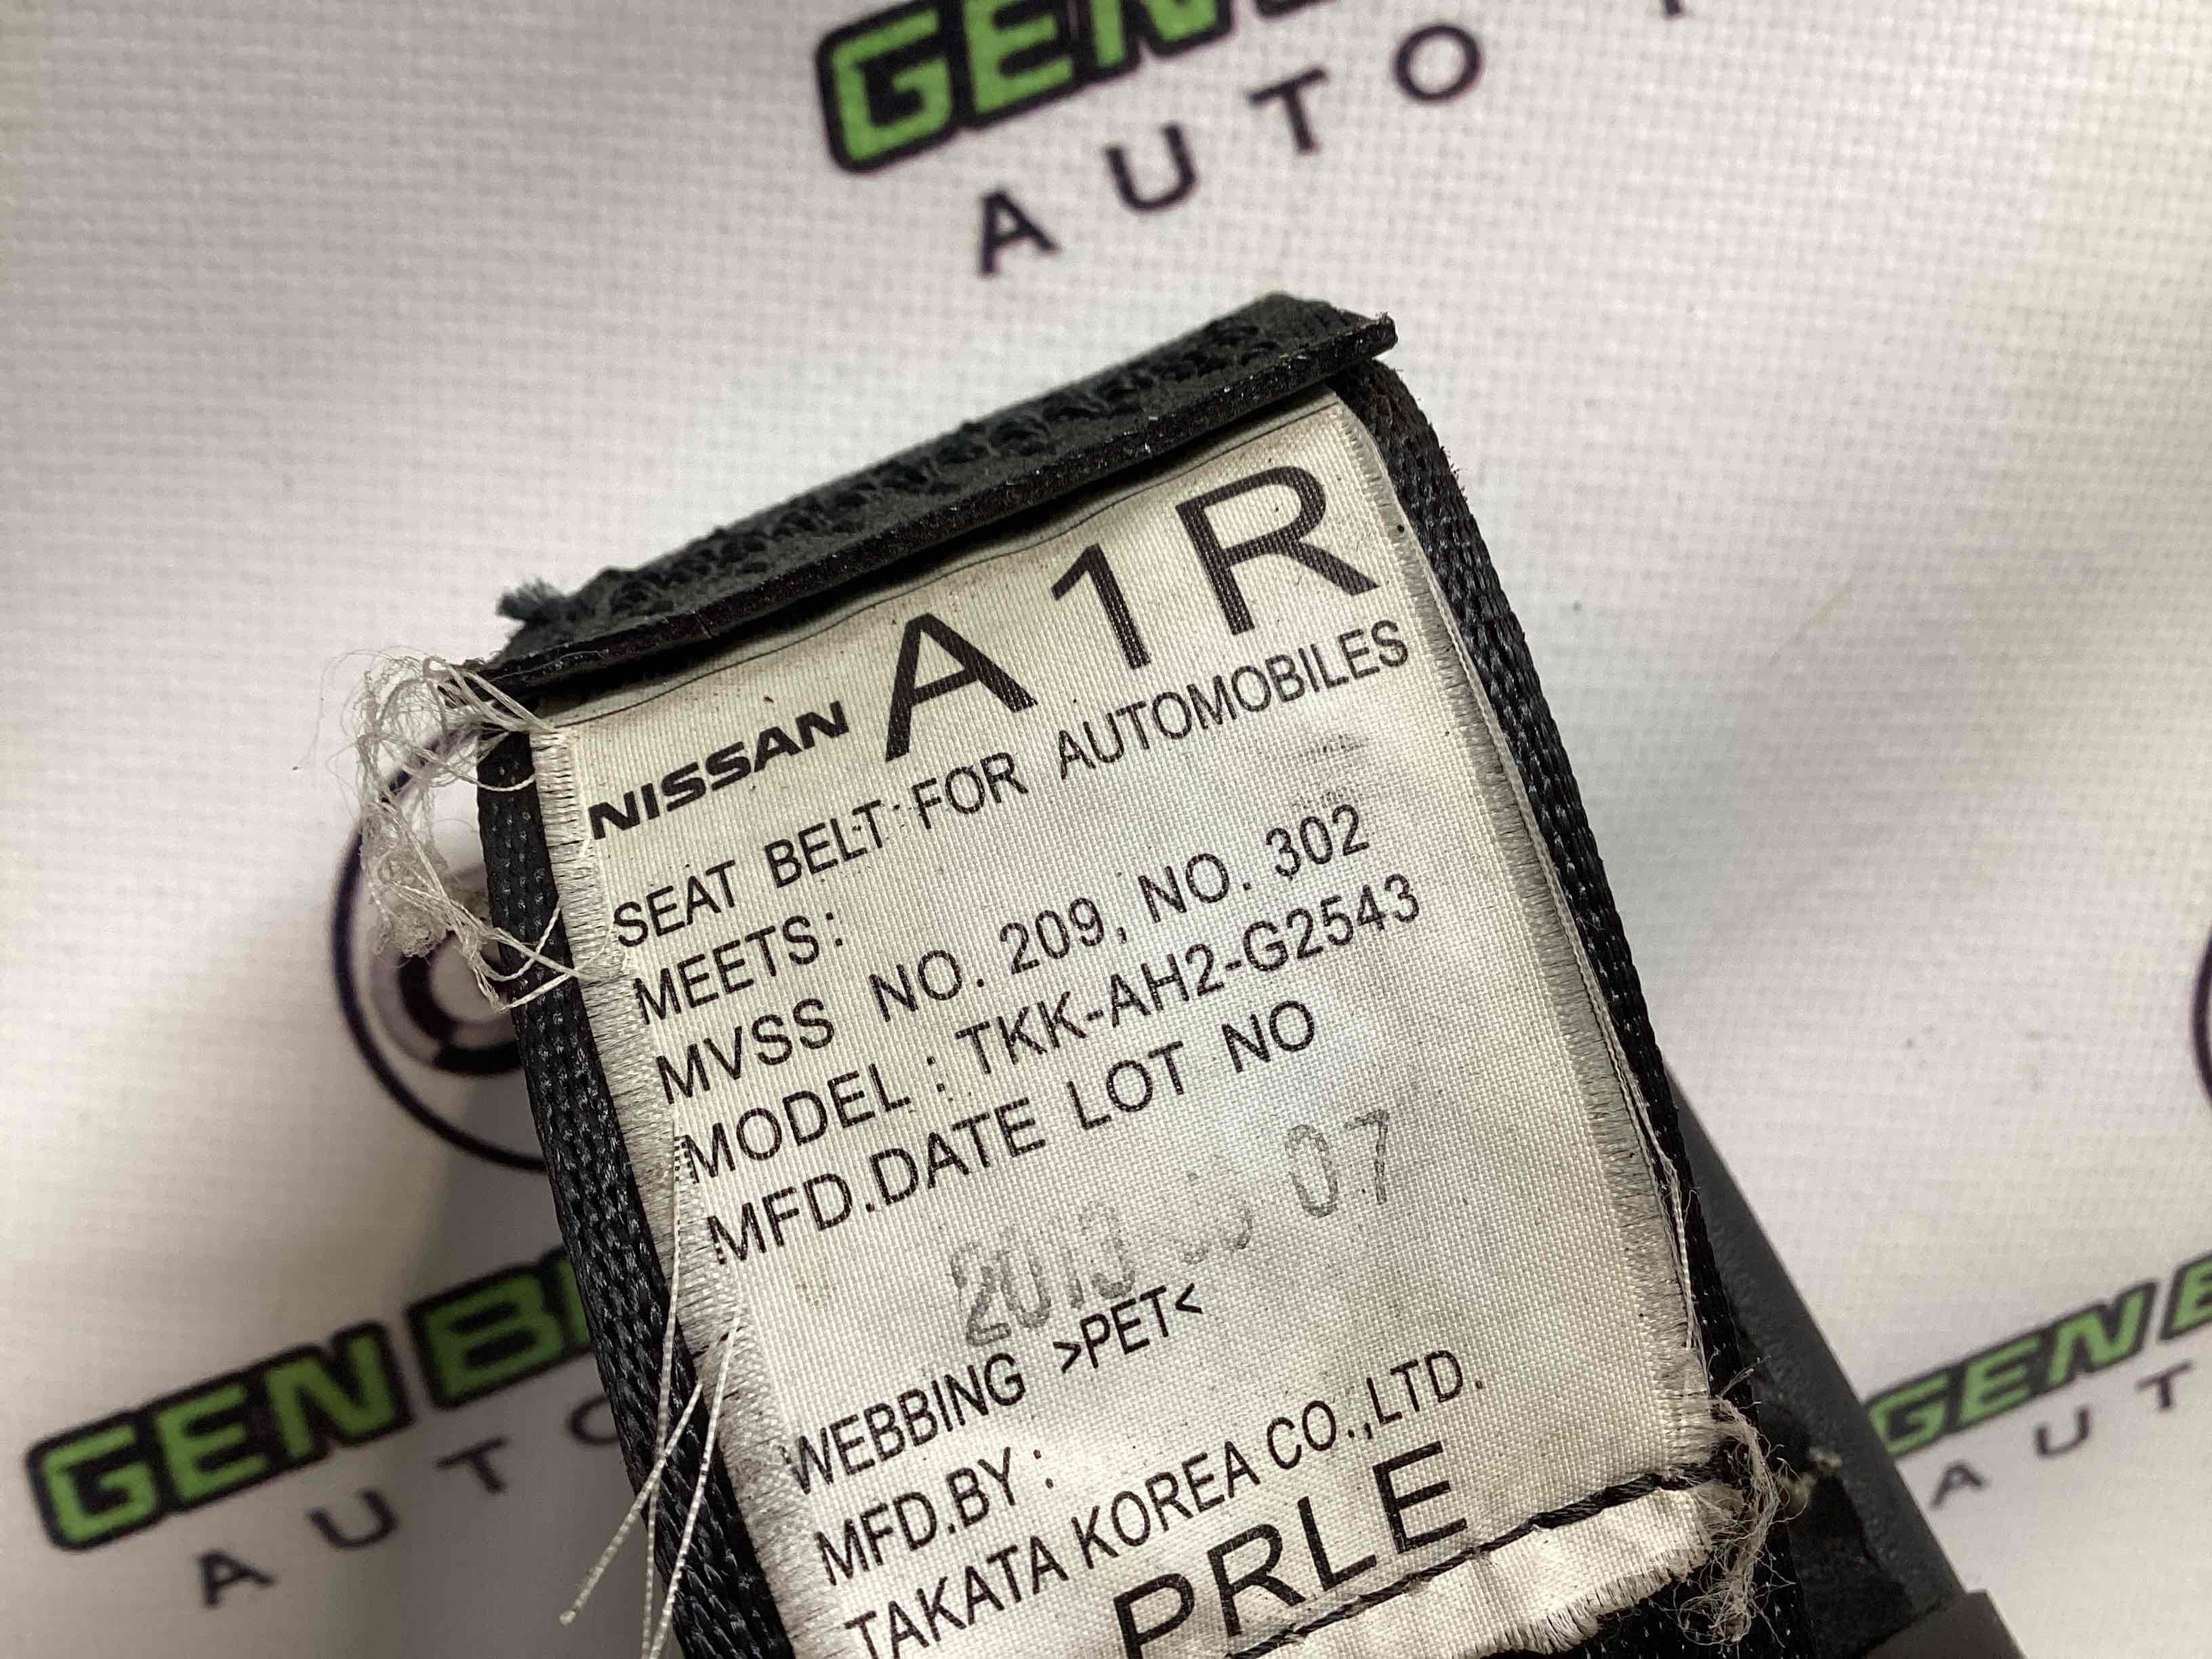 GEN
AUTO
NISSAN A1R
SEAT BELT FOR AUTOMOBILES
MEETS:
MVSS NO. 209, NO. 302
MODEL : TKK-AH2-G2543
MFD.DATE LOT NO
07
WEBBING >PET<
MFD.BY :
TAKATA KOREA CO.,LTD.
PRLE
GEN B
AUTO
GEN B
AUT